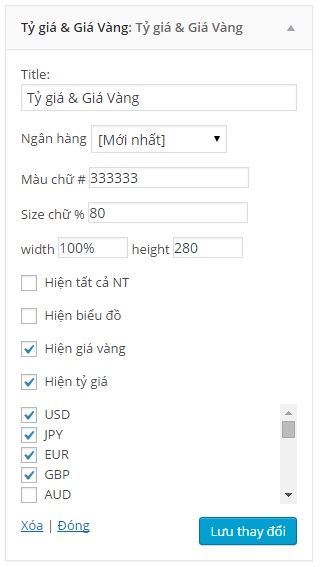 Tỷ giá & Giá Vàng: Tỷ giá & Giá Vàng
Title:
Tỷ giá & Giá Vàng
Ngân hàng [Mới nhất]
Màu chữ # 333333
Size chữ % 80
width 100% height 280
Hiện tất cả NT
Hiện biểu đồ
Hiện giá vàng
Hiện tỷ giá
USD
JPY
EUR
GBP
AUD
Xóa | Đóng Lưu thay đổi